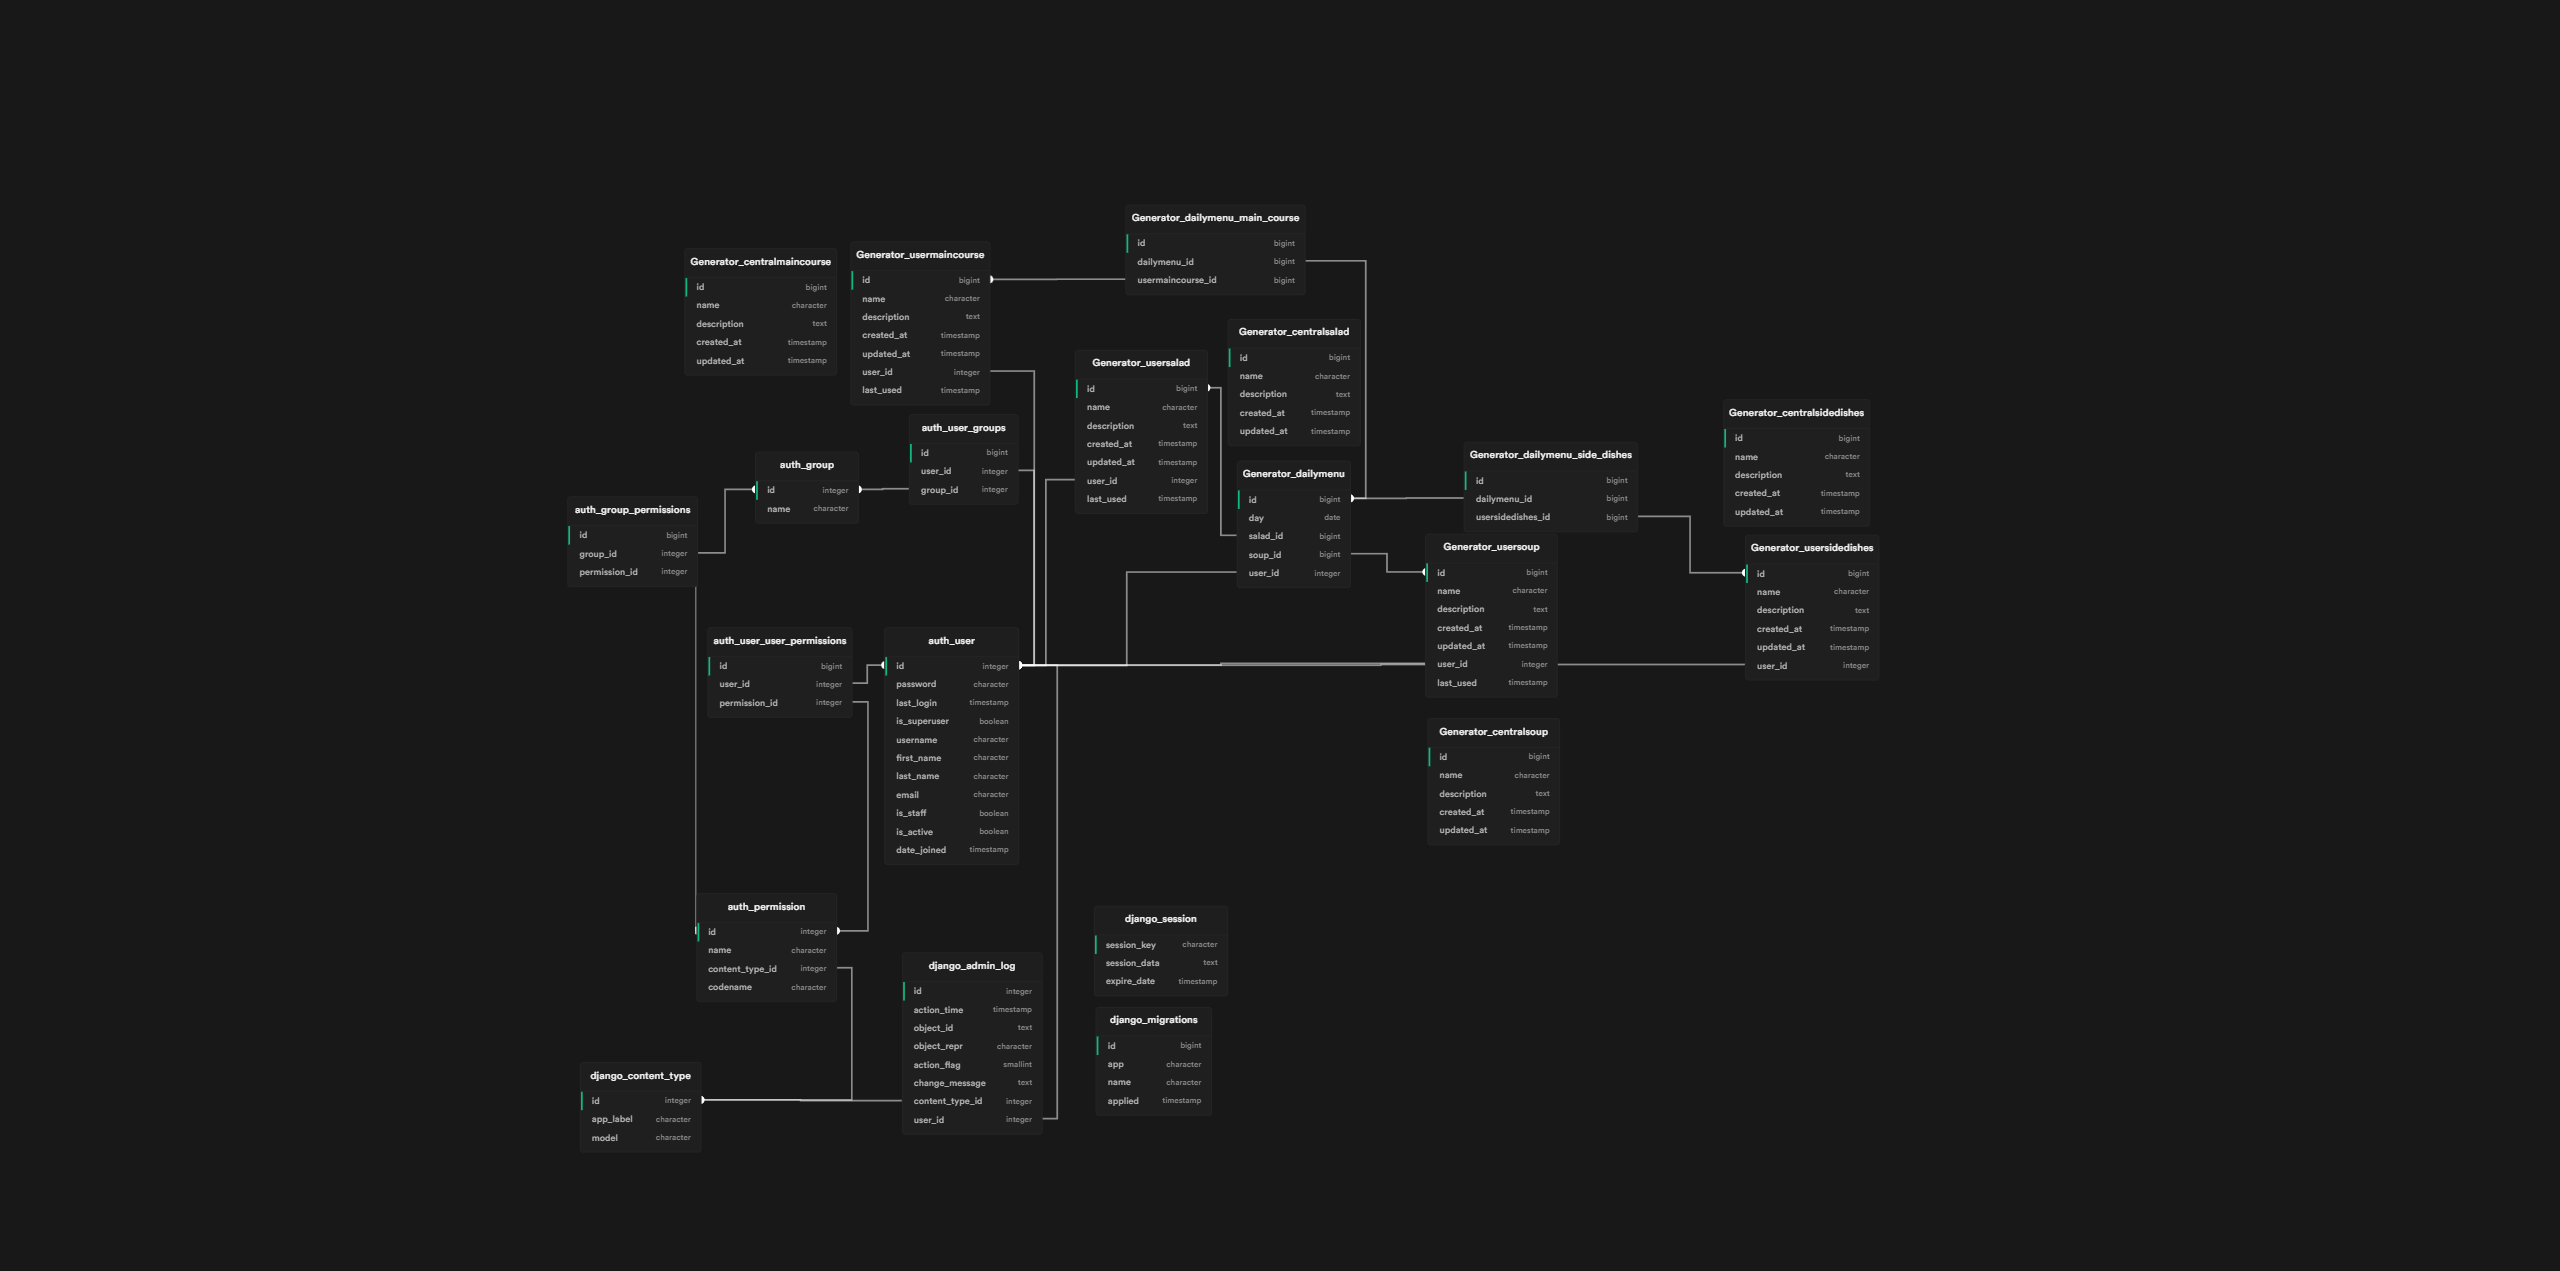 Generator_dailymenu_main_course
id bigint
dailymenu_id bigint
usermaincourse_id bigint
Generator_centralmaincourse
id bigint
name character
description text
created_at timestamp
updated_at timestamp
Generator_usermaincourse
id bigint
name character
description text
created_at timestamp
updated_at timestamp
user_id integer
last_used timestamp
Generator_centralsalad
id bigint
name character
description text
created_at timestamp
updated_at timestamp
Generator_usersalad
id bigint
name character
description text
created_at timestamp
updated_at timestamp
user_id integer
last_used timestamp
auth_user_groups
id bigint
user_id integer
group_id integer
auth_group
id integer
name character
auth_group_permissions
id bigint
group_id integer
permission_id integer
Generator_dailymenu
id bigint
day date
salad_id bigint
soup_id bigint
user_id integer
Generator_dailymenu_side_dishes
id bigint
dailymenu_id bigint
usersidedishes_id bigint
Generator_centralsidedishes
id bigint
name character
description text
created_at timestamp
updated_at timestamp
Generator_usersoup
id bigint
name character
description text
created_at timestamp
updated_at timestamp
user_id integer
last_used timestamp
Generator_usersidedishes
id bigint
name character
description text
created_at timestamp
updated_at timestamp
user_id integer
auth_user_user_permissions
id bigint
user_id integer
permission_id integer
auth_user
id integer
password character
last_login timestamp
is_superuser boolean
username character
first_name character
last_name character
email character
is_staff boolean
is_active boolean
date_joined timestamp
Generator_centralsoup
id bigint
name character
description text
created_at timestamp
updated_at timestamp
auth_permission
id integer
name character
content_type_id integer
codename character
django_admin_log
id integer
action_time timestamp
object_id text
object_repr character
action_flag smallint
change_message text
content_type_id integer
user_id integer
django_session
session_key character
session_data text
expire_date timestamp
django_migrations
id bigint
app character
name character
applied timestamp
django_content_type
id integer
app_label character
model character